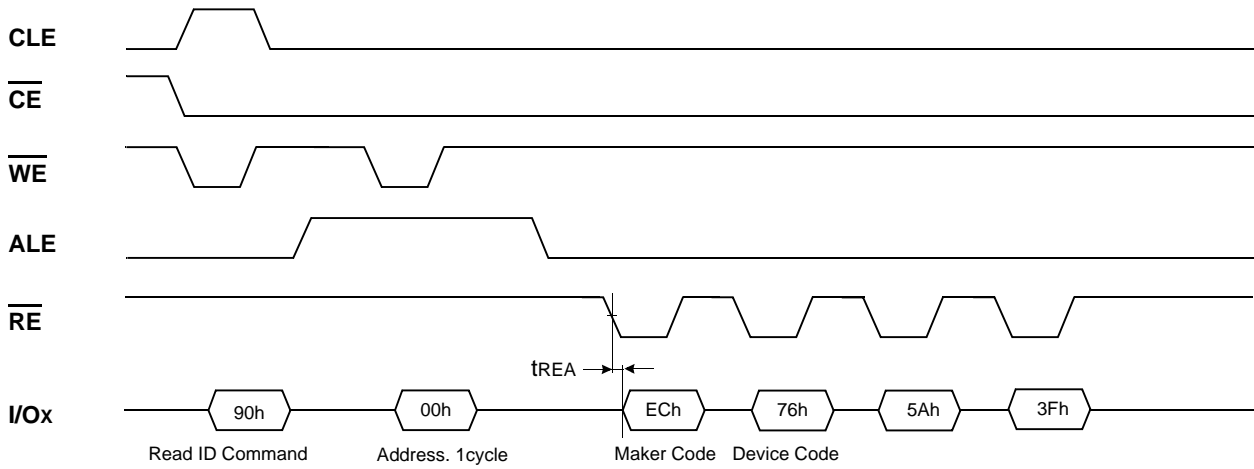 CLE
CE
WE
ALE
RE
tREA
I/Ox 90h 00h ECh 76h 5Ah 3Fh
Read ID Command Address. 1cycle Maker Code Device Code